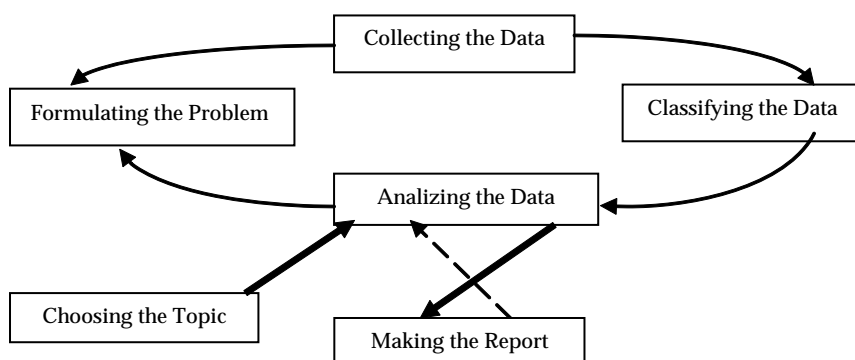 Collecting the Data
Formulating the Problem
Classifying the Data
Analizing the Data
Choosing the Topic
Making the Report